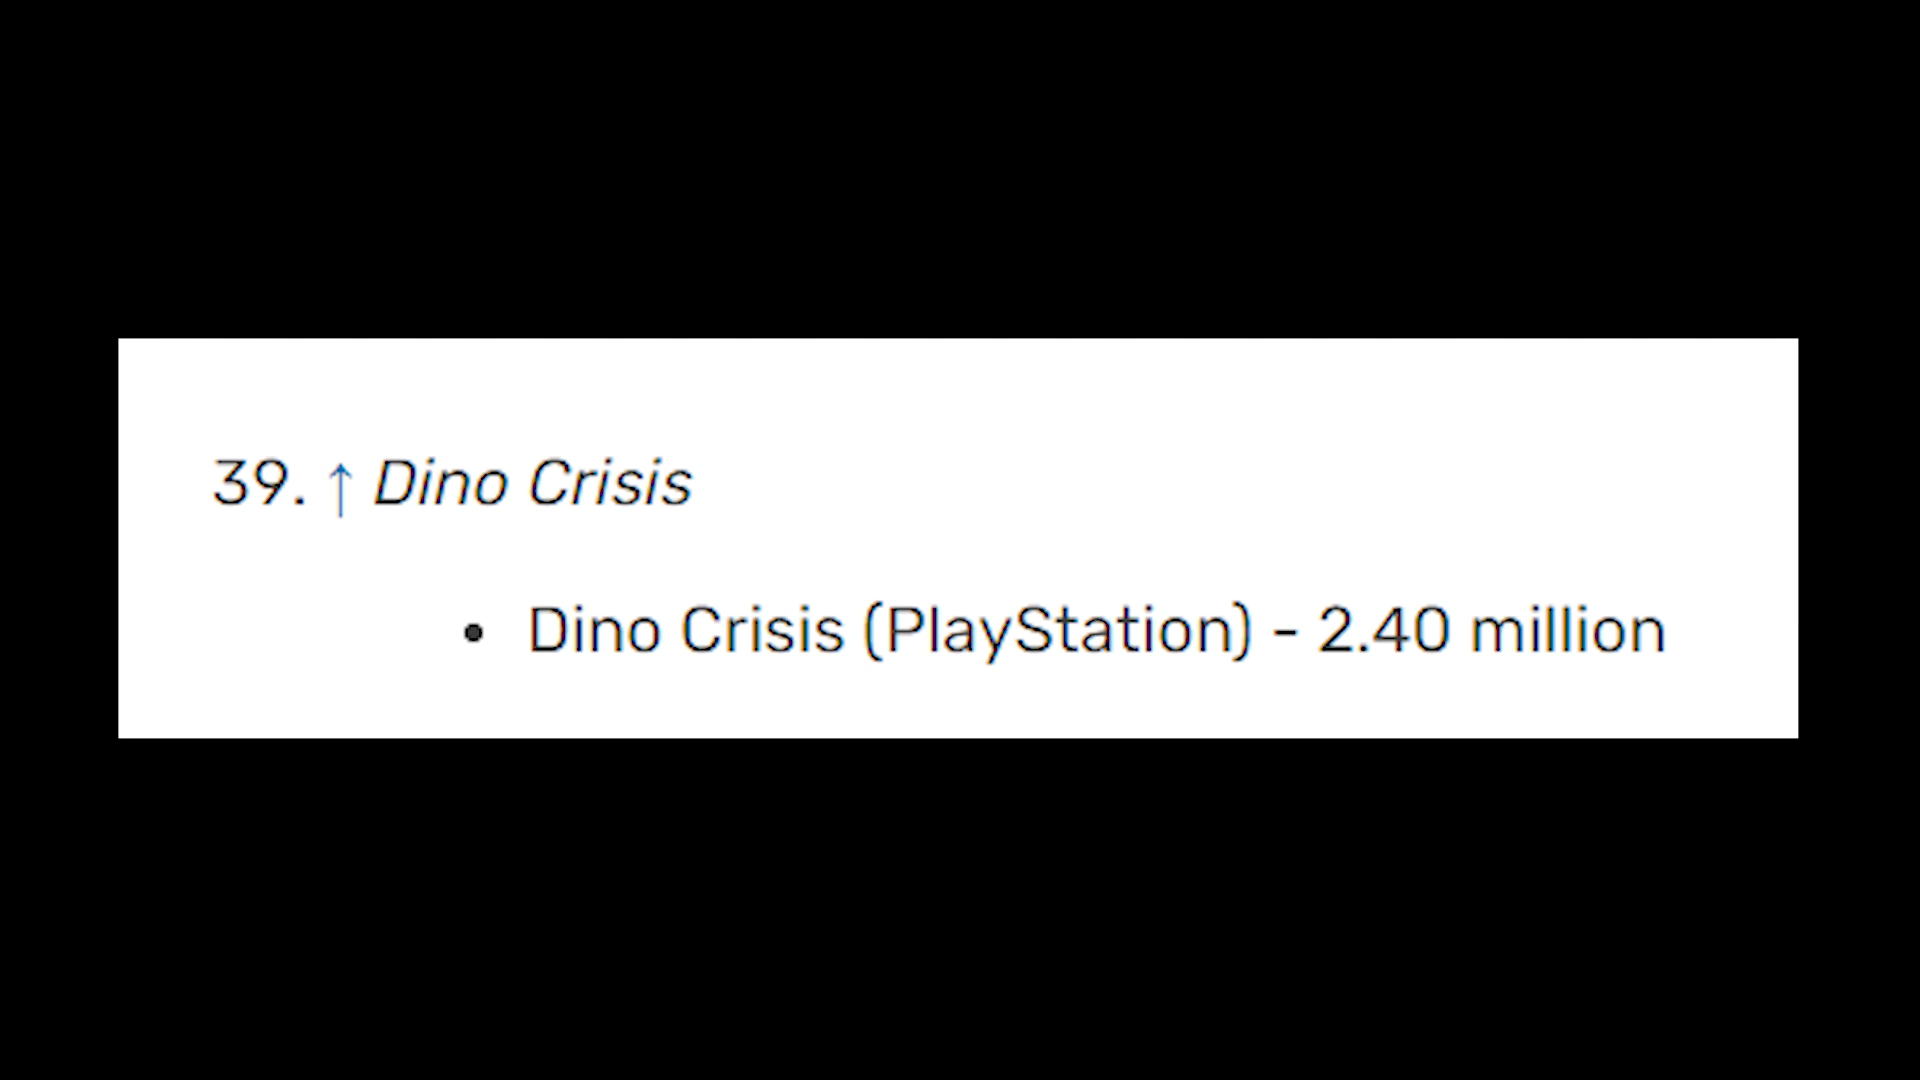 39. ↑ Dino Crisis
• Dino Crisis (PlayStation) - 2.40 million